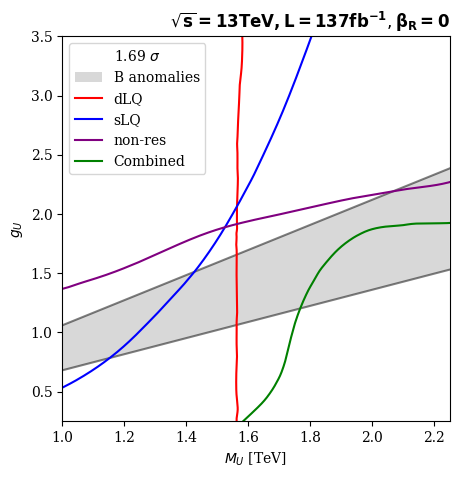 √s = 13TeV, L = 137fb⁻¹, β_R = 0
3.5
3.0
2.5
2.0
1.5
1.0
0.5
g_U
1.69 σ
B anomalies
dLQ
sLQ
non-res
Combined
1.0 1.2 1.4 1.6 1.8 2.0 2.2
M_U [TeV]